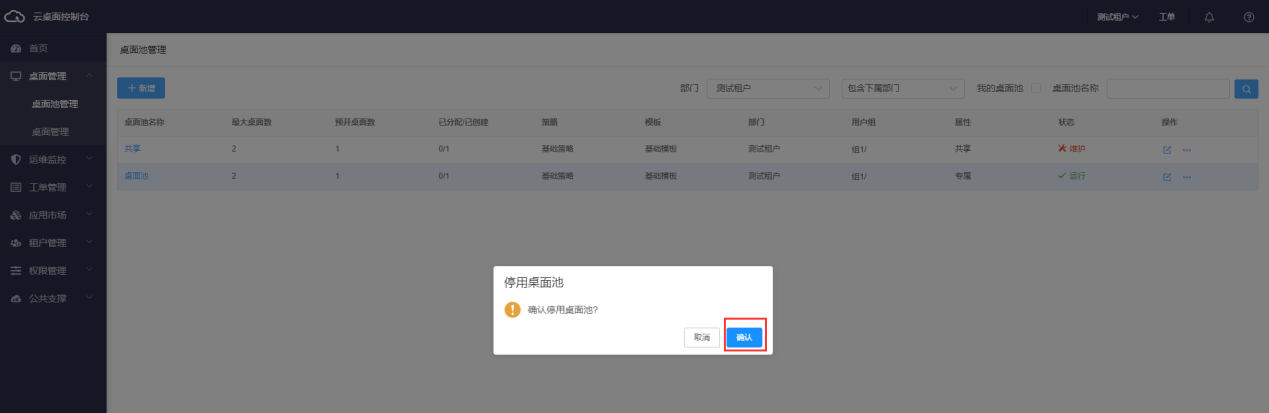 云桌面控制台 测试租户 工单
首页
桌面管理
桌面池管理
桌面管理
运维监控
工单管理
应用市场
租户管理
权限管理
公共支撑
桌面池管理
+ 新增 部门 测试租户 包含下属部门 我的桌面池 桌面池名称
桌面池名称 最大桌面数 预开桌面数 已分配/已创建 策略 模板 部门 用户组 属性 状态 操作
共享 2 1 0/1 基础策略 基础模板 测试租户 组1/ 共享 维护
桌面池 2 1 0/1 基础策略 基础模板 测试租户 组1/ 专属 运行
停用桌面池
确认停用桌面池?
取消 确认